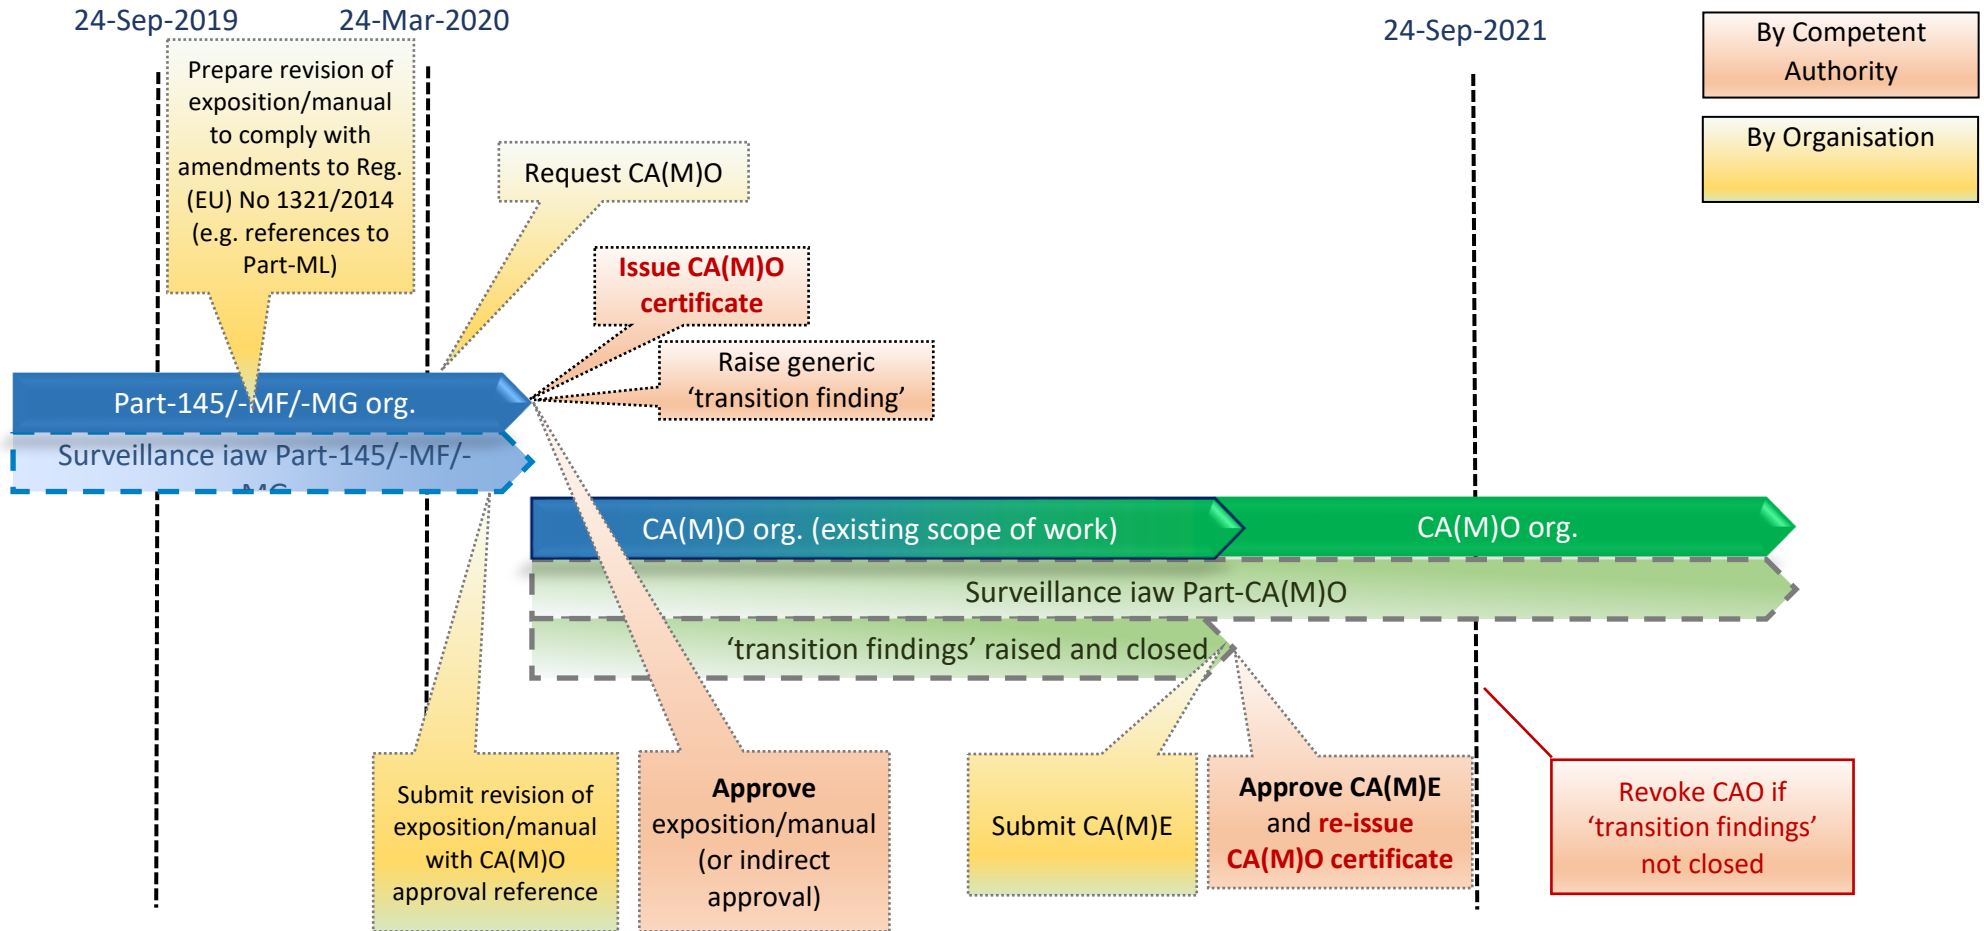 24-Sep-2019
24-Mar-2020
24-Sep-2021
By Competent
Authority
By Organisation
Prepare revision of
exposition/manual
to comply with
amendments to Reg.
(EU) No 1321/2014
(e.g. references to
Part-ML)
Request CA(M)O
Issue CA(M)O
certificate
Raise generic
‘transition finding’
Part-145/-MF/-MG org.
Surveillance iaw Part-145/-MF/-
MG
CA(M)O org. (existing scope of work)
CA(M)O org.
Surveillance iaw Part-CA(M)O
‘transition findings’ raised and closed
Submit revision of
exposition/manual
with CA(M)O
approval reference
Approve
exposition/manual
(or indirect
approval)
Submit CA(M)E
Approve CA(M)E
and re-issue
CA(M)O certificate
Revoke CAO if
‘transition findings’
not closed